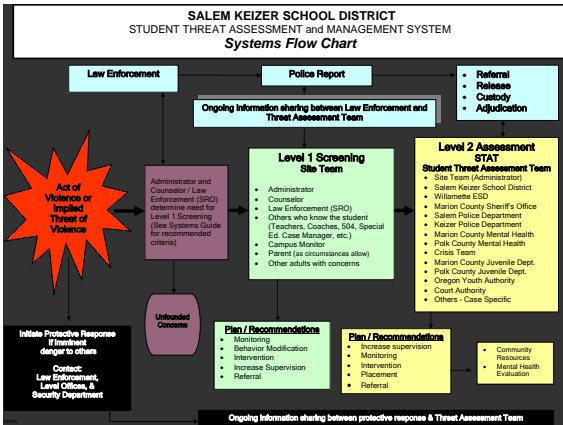 SALEM KEIZER SCHOOL DISTRICT
STUDENT THREAT ASSESSMENT and MANAGEMENT SYSTEM
Systems Flow Chart
Law Enforcement
Police Report
• Referral
• Release
• Custody
• Adjudication
Ongoing Information sharing between Law Enforcement and
Threat Assessment Team
Act of
Violence or
Implied
Threat of
Violence
Administrator and
Counselor / Law
Enforcement (SRO)
determine need for
Level 1 Screening
(See Systems Guide
for recommended
criteria)
Level 1 Screening
Site Team
• Administrator
• Counselor
• Law Enforcement (SRO)
• Others who know the student
(Teachers, Coaches, 504, Special
Ed. Case Manager, etc.)
• Campus Monitor
• Parent (as circumstances allow)
• Other adults with concerns
Level 2 Assessment
STAT
Student Threat Assessment Team
• Site Team (Administrator)
• Salem Keizer School District
• Willamette ESD
• Marion County Sheriff's Office
• Salem Police Department
• Keizer Police Department
• Marion County Mental Health
• Polk County Mental Health
• Crisis Team
• Marion County Juvenile Dept.
• Polk County Juvenile Dept.
• Oregon Youth Authority
• Court Authority
• Others - Case Specific
Unfounded
Concerns
Initiate Protective Response
if imminent
danger to others
Contact:
Law Enforcement,
Level Offices, &
Security Department
Plan / Recommendations
• Monitoring
• Behavior Modification
• Intervention
• Increase Supervision
• Referral
Plan / Recommendations
• Increase supervision
• Monitoring
• Intervention
• Placement
• Referral
• Community
Resources
• Mental Health
Evaluation
Ongoing Information sharing between protective response & Threat Assessment Team